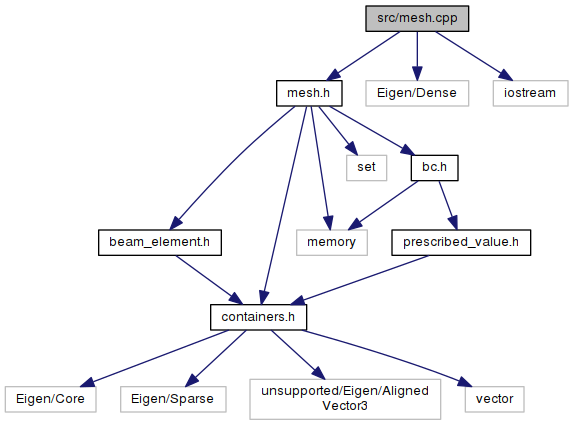 src/mesh.cpp
mesh.h
Eigen/Dense
iostream
set
bc.h
beam_element.h
memory
prescribed_value.h
containers.h
Eigen/Core
Eigen/Sparse
unsupported/Eigen/Aligned
Vector3
vector